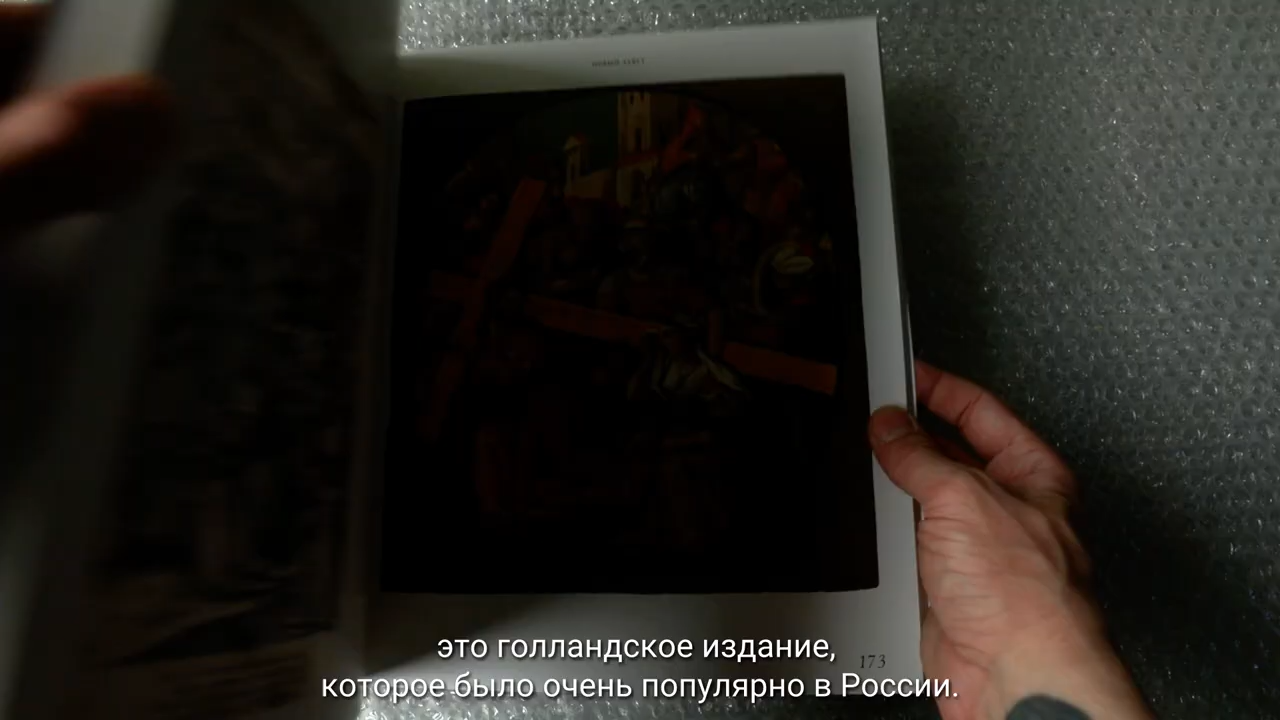 это голландское издание,
которое было очень популярно в России.
173